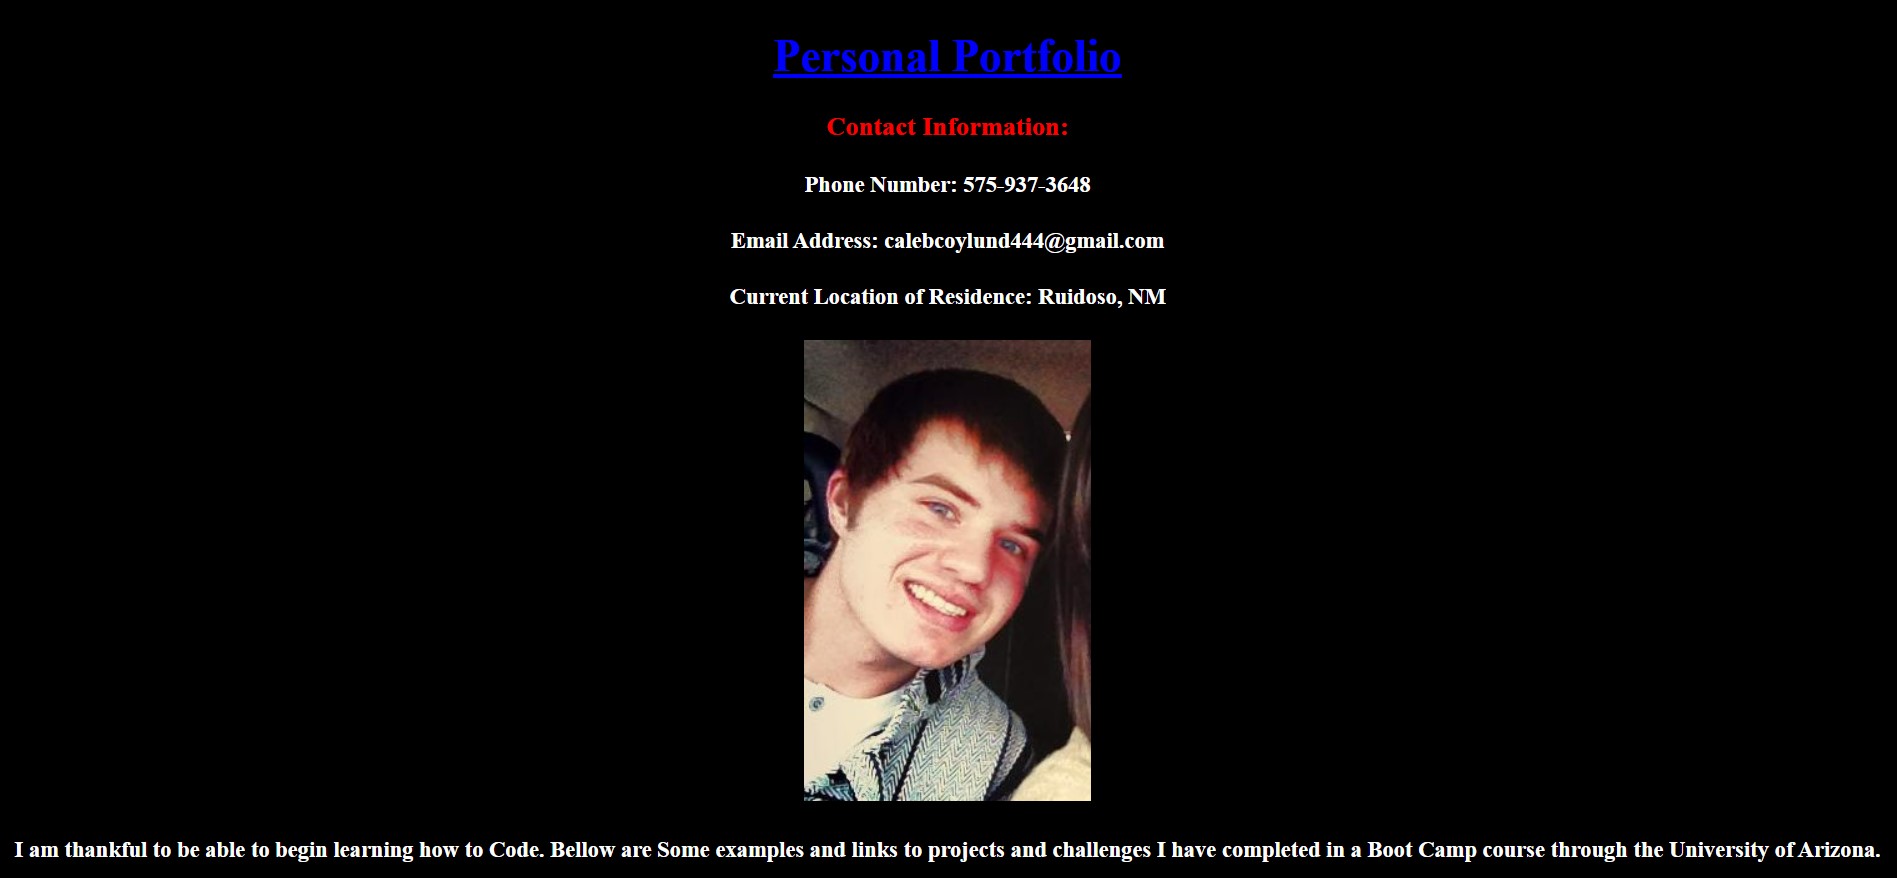 Personal Portfolio
Contact Information:
Phone Number: 575-937-3648
Email Address: calebcoylund444@gmail.com
Current Location of Residence: Ruidoso, NM
I am thankful to be able to begin learning how to Code. Bellow are Some examples and links to projects and challenges I have completed in a Boot Camp course through the University of Arizona.